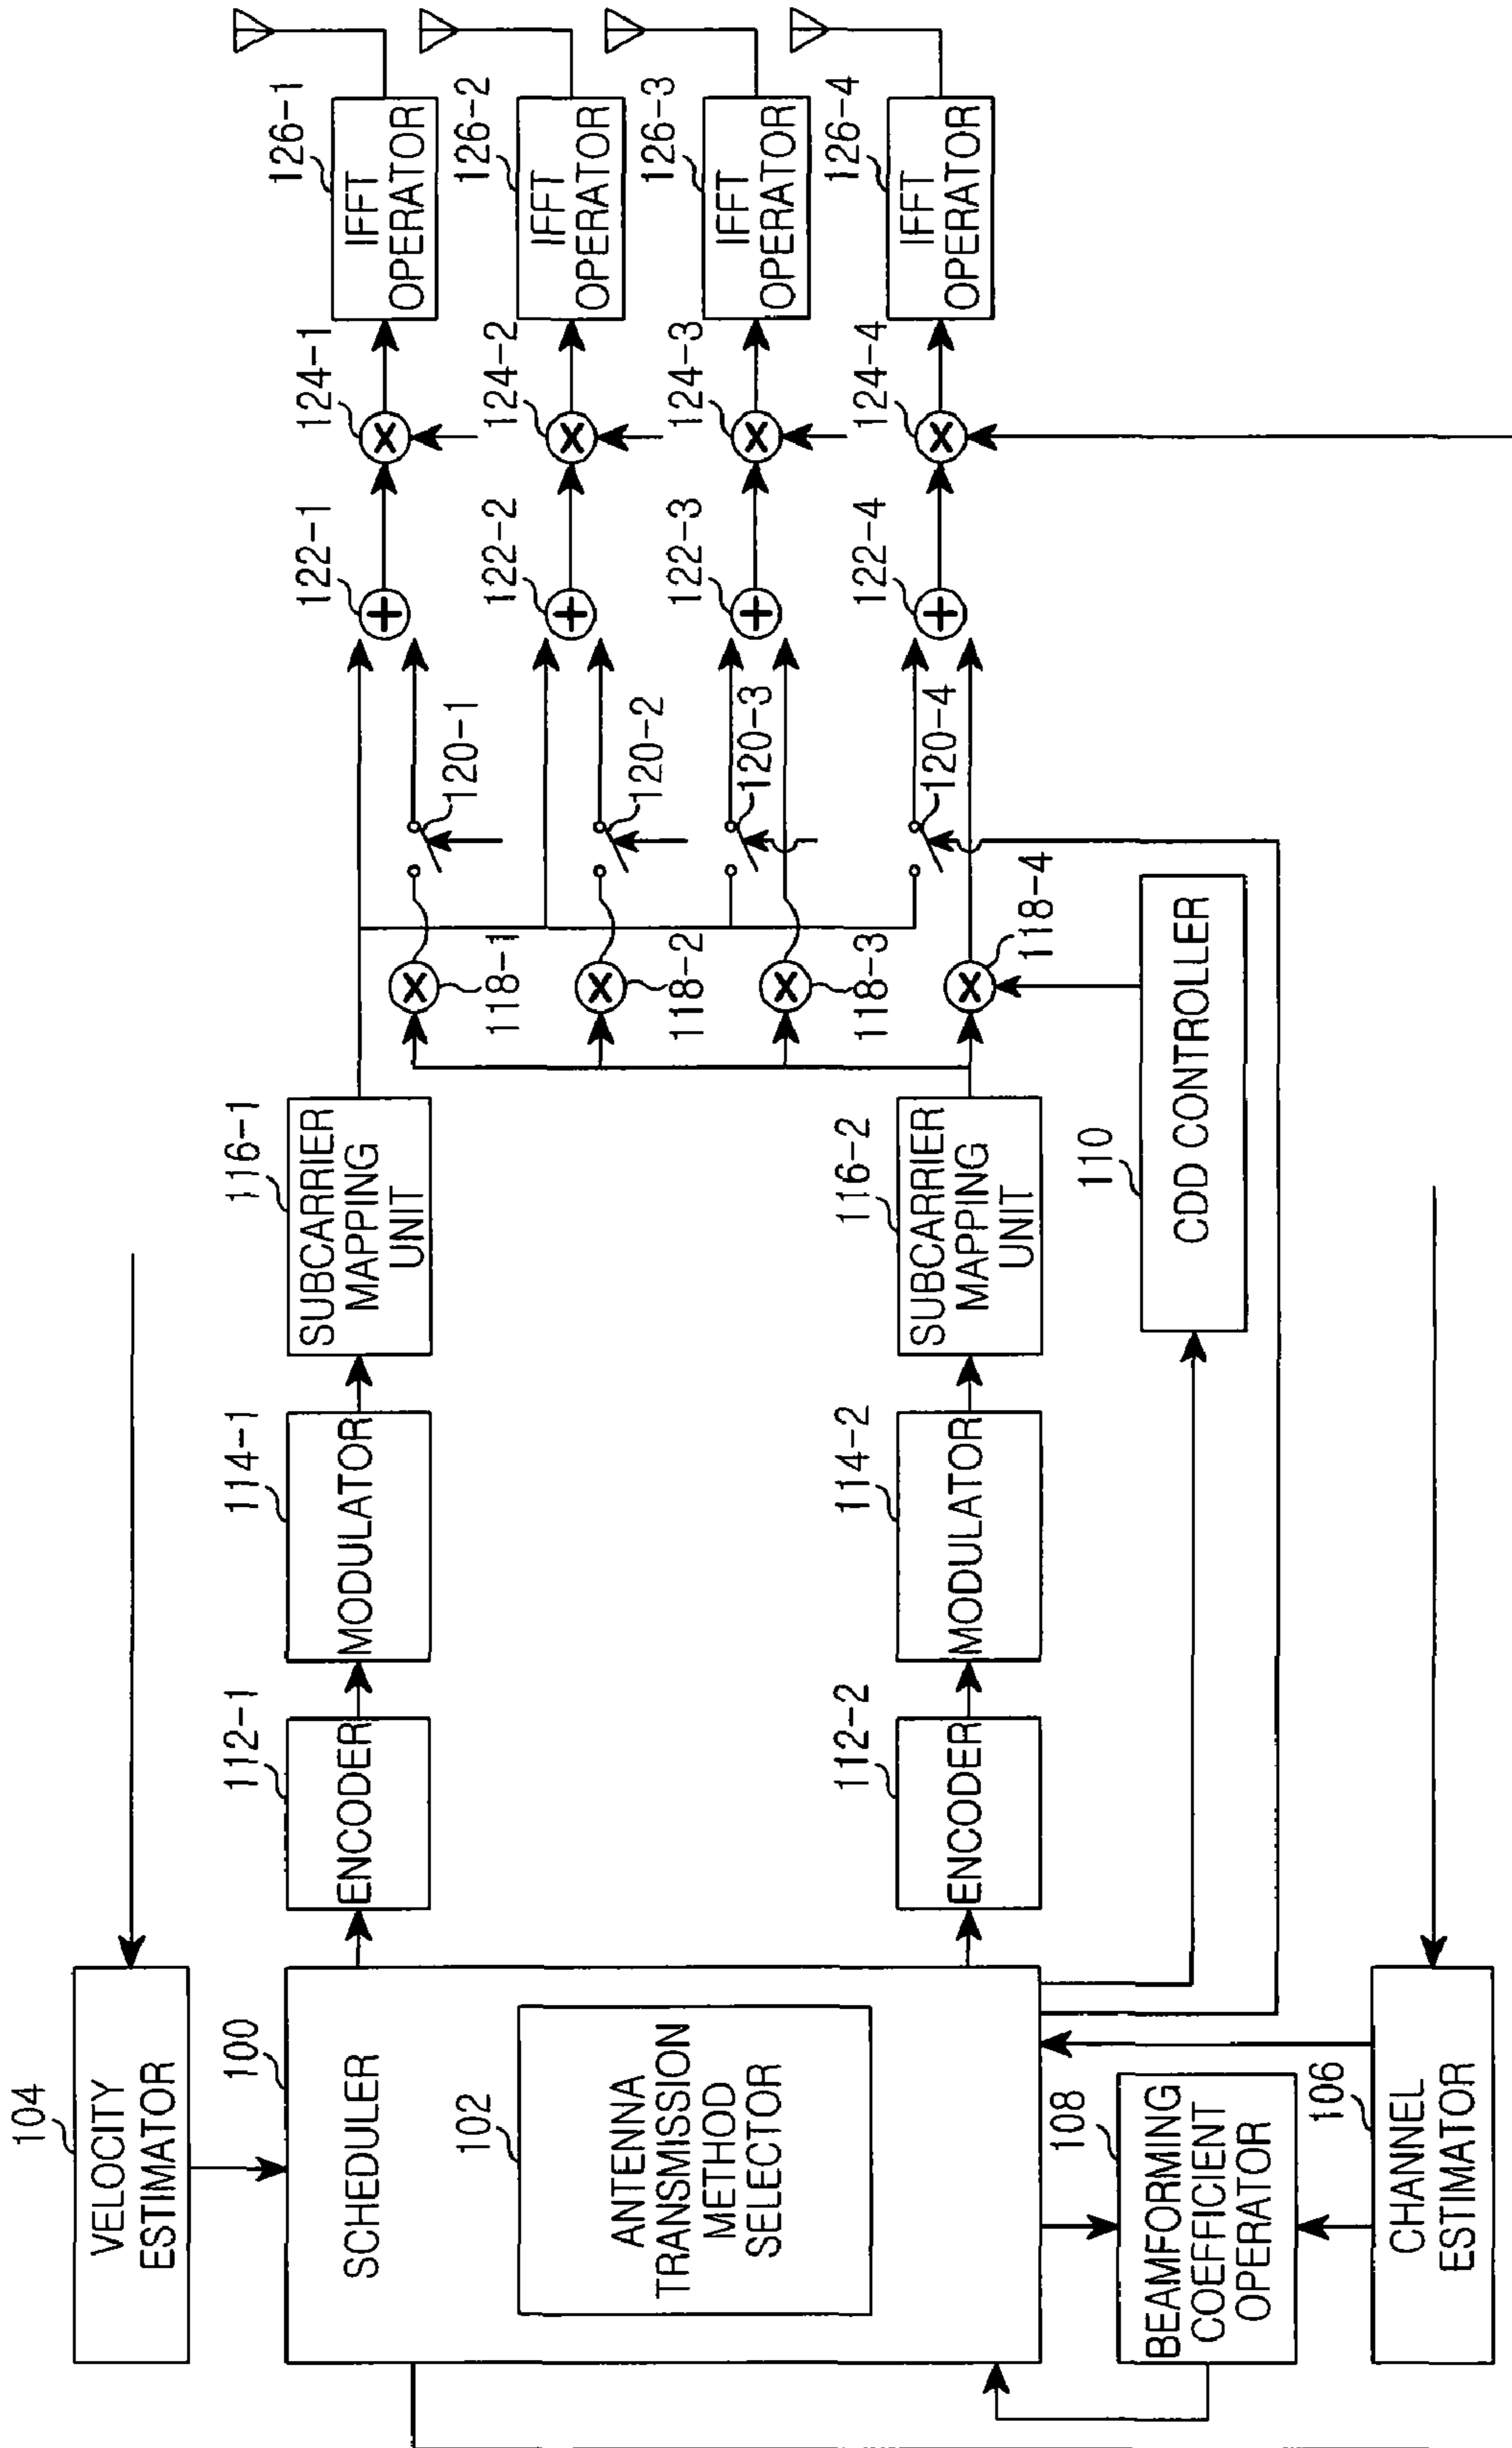 104
VELOCITY
ESTIMATOR
100
SCHEDULER
102
ANTENNA
TRANSMISSION
METHOD
SELECTOR
108
BEAMFORMING
COEFFICIENT
OPERATOR
106
CHANNEL
ESTIMATOR
112-1
ENCODER
112-2
ENCODER
114-1
MODULATOR
114-2
MODULATOR
116-1
SUBCARRIER
MAPPING
UNIT
116-2
SUBCARRIER
MAPPING
UNIT
110
CDD CONTROLLER
118-1
118-2
118-3
118-4
120-1
120-2
120-3
120-4
122-1
122-2
122-3
122-4
124-1
124-2
124-3
124-4
126-1
IFFT
OPERATOR
126-2
IFFT
OPERATOR
126-3
IFFT
OPERATOR
126-4
IFFT
OPERATOR